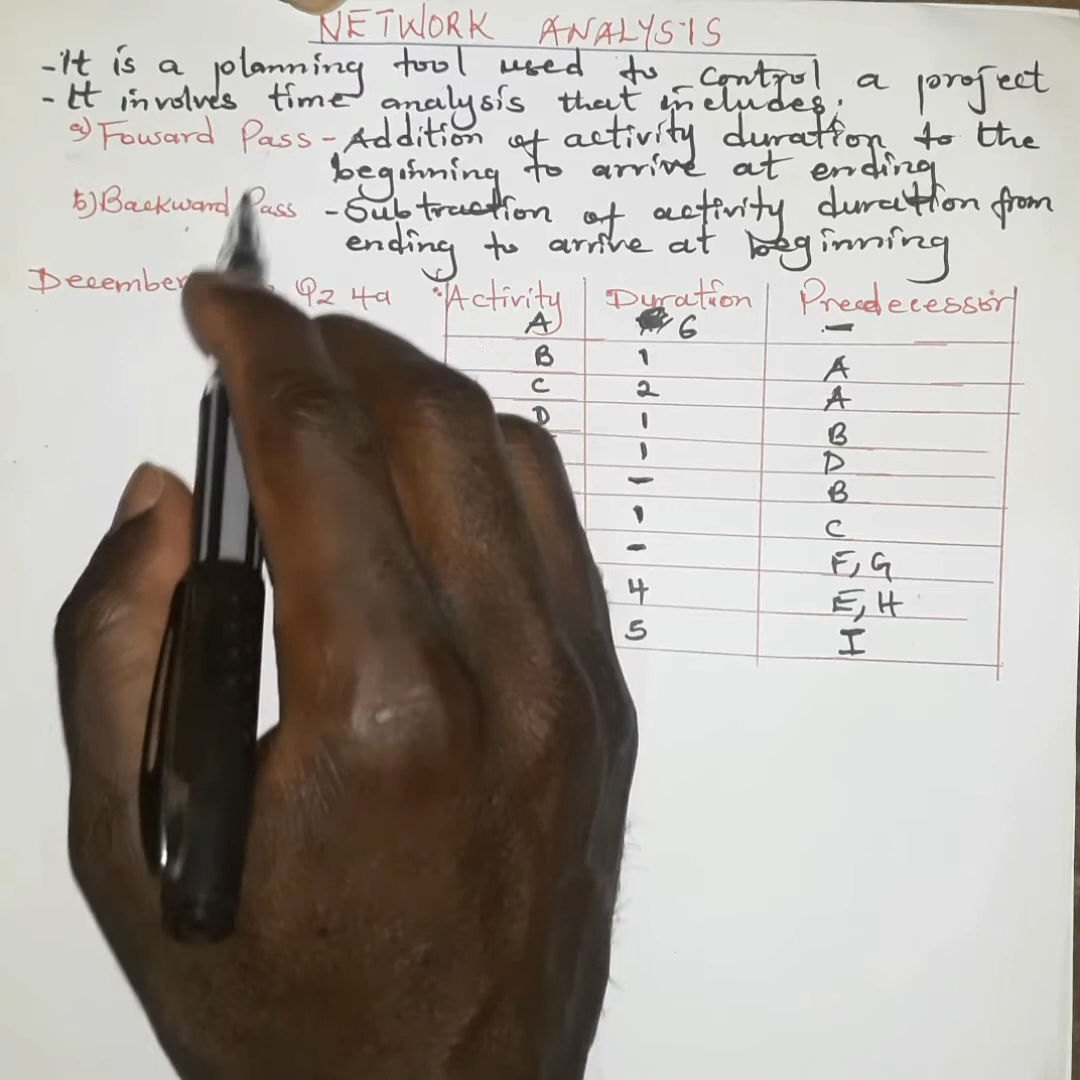 NETWORK ANALYSIS
-It is a planning tool used to control a project
-It involves time analysis that includes;
a) Foward Pass - Addition of activity duration to the
beginning to arrive at ending
b) Backward Pass - Subtraction of activity duration from
ending to arrive at beginning
December Qz 4a
Activity Duration Predecessor
A 6 -
B 1 A
C 2 A
D 1 B
1 D
- B
1 C
- F, G
4 E, H
5 I